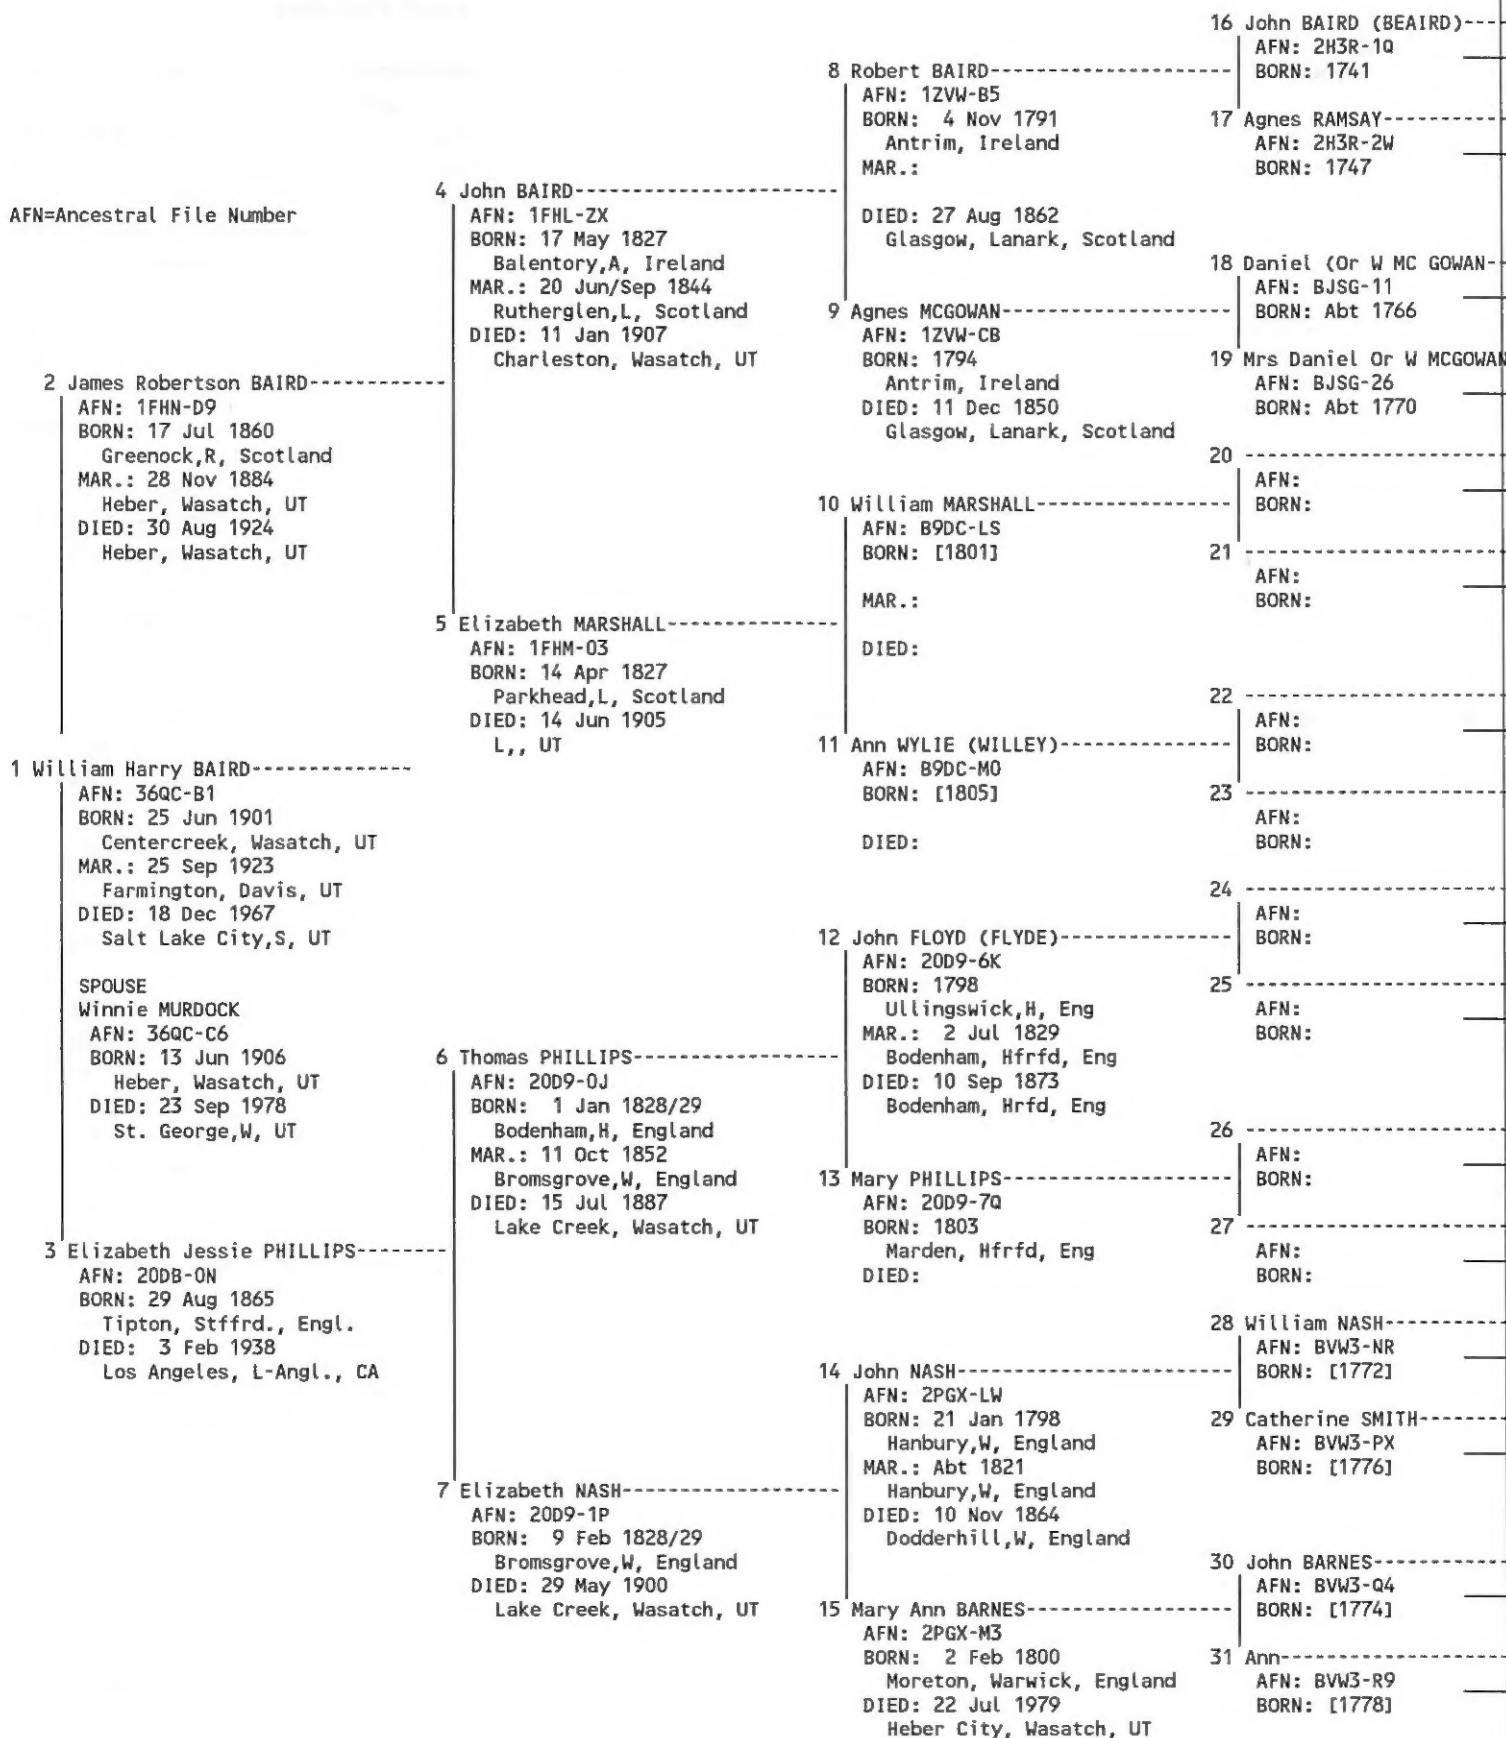 AFN=Ancestral File Number
1 William Harry BAIRD--------------
AFN: 36QC-B1
BORN: 25 Jun 1901
Centercreek, Wasatch, UT
MAR.: 25 Sep 1923
Farmington, Davis, UT
DIED: 18 Dec 1967
Salt Lake City,S, UT
SPOUSE
Winnie MURDOCK
AFN: 36QC-C6
BORN: 13 Jun 1906
Heber, Wasatch, UT
DIED: 23 Sep 1978
St. George,W, UT
2 James Robertson BAIRD------------
AFN: 1FHN-D9
BORN: 17 Jul 1860
Greenock,R, Scotland
MAR.: 28 Nov 1884
Heber, Wasatch, UT
DIED: 30 Aug 1924
Heber, Wasatch, UT
3 Elizabeth Jessie PHILLIPS--------
AFN: 20DB-0N
BORN: 29 Aug 1865
Tipton, Stffrd., Engl.
DIED:  3 Feb 1938
Los Angeles, L-Angl., CA
4 John BAIRD-----------------------
AFN: 1FHL-ZX
BORN: 17 May 1827
Balentory,A, Ireland
MAR.: 20 Jun/Sep 1844
Rutherglen,L, Scotland
DIED: 11 Jan 1907
Charleston, Wasatch, UT
5 Elizabeth MARSHALL---------------
AFN: 1FHM-03
BORN: 14 Apr 1827
Parkhead,L, Scotland
DIED: 14 Jun 1905
L,, UT
6 Thomas PHILLIPS------------------
AFN: 20D9-0J
BORN:  1 Jan 1828/29
Bodenham,H, England
MAR.: 11 Oct 1852
Bromsgrove,W, England
DIED: 15 Jul 1887
Lake Creek, Wasatch, UT
7 Elizabeth NASH-------------------
AFN: 20D9-1P
BORN:  9 Feb 1828/29
Bromsgrove,W, England
DIED: 29 May 1900
Lake Creek, Wasatch, UT
8 Robert BAIRD---------------------
AFN: 1ZVW-B5
BORN:  4 Nov 1791
Antrim, Ireland
MAR.:
DIED: 27 Aug 1862
Glasgow, Lanark, Scotland
9 Agnes MCGOWAN--------------------
AFN: 1ZVW-CB
BORN: 1794
Antrim, Ireland
DIED: 11 Dec 1850
Glasgow, Lanark, Scotland
10 William MARSHALL-----------------
AFN: B9DC-LS
BORN: [1801]
MAR.:
DIED:
11 Ann WYLIE (WILLEY)---------------
AFN: B9DC-M0
BORN: [1805]
DIED:
12 John FLOYD (FLYDE)---------------
AFN: 20D9-6K
BORN: 1798
Ullingswick,H, Eng
MAR.:  2 Jul 1829
Bodenham, Hfrfd, Eng
DIED: 10 Sep 1873
Bodenham, Hrfd, Eng
13 Mary PHILLIPS--------------------
AFN: 20D9-7Q
BORN: 1803
Marden, Hfrfd, Eng
DIED:
14 John NASH------------------------
AFN: 2PGX-LW
BORN: 21 Jan 1798
Hanbury,W, England
MAR.: Abt 1821
Hanbury,W, England
DIED: 10 Nov 1864
Dodderhill,W, England
15 Mary Ann BARNES------------------
AFN: 2PGX-M3
BORN:  2 Feb 1800
Moreton, Warwick, England
DIED: 22 Jul 1979
Heber City, Wasatch, UT
16 John BAIRD (BEAIRD)----
AFN: 2H3R-1Q
BORN: 1741
17 Agnes RAMSAY-----------
AFN: 2H3R-2W
BORN: 1747
18 Daniel (Or W MC GOWAN--
AFN: BJSG-11
BORN: Abt 1766
19 Mrs Daniel Or W MCGOWAN
AFN: BJSG-26
BORN: Abt 1770
20 -----------------------
AFN:
BORN:
21 -----------------------
AFN:
BORN:
22 -----------------------
AFN:
BORN:
23 -----------------------
AFN:
BORN:
24 -----------------------
AFN:
BORN:
25 -----------------------
AFN:
BORN:
26 -----------------------
AFN:
BORN:
27 -----------------------
AFN:
BORN:
28 William NASH-----------
AFN: BVW3-NR
BORN: [1772]
29 Catherine SMITH--------
AFN: BVW3-PX
BORN: [1776]
30 John BARNES------------
AFN: BVW3-Q4
BORN: [1774]
31 Ann--------------------
AFN: BVW3-R9
BORN: [1778]